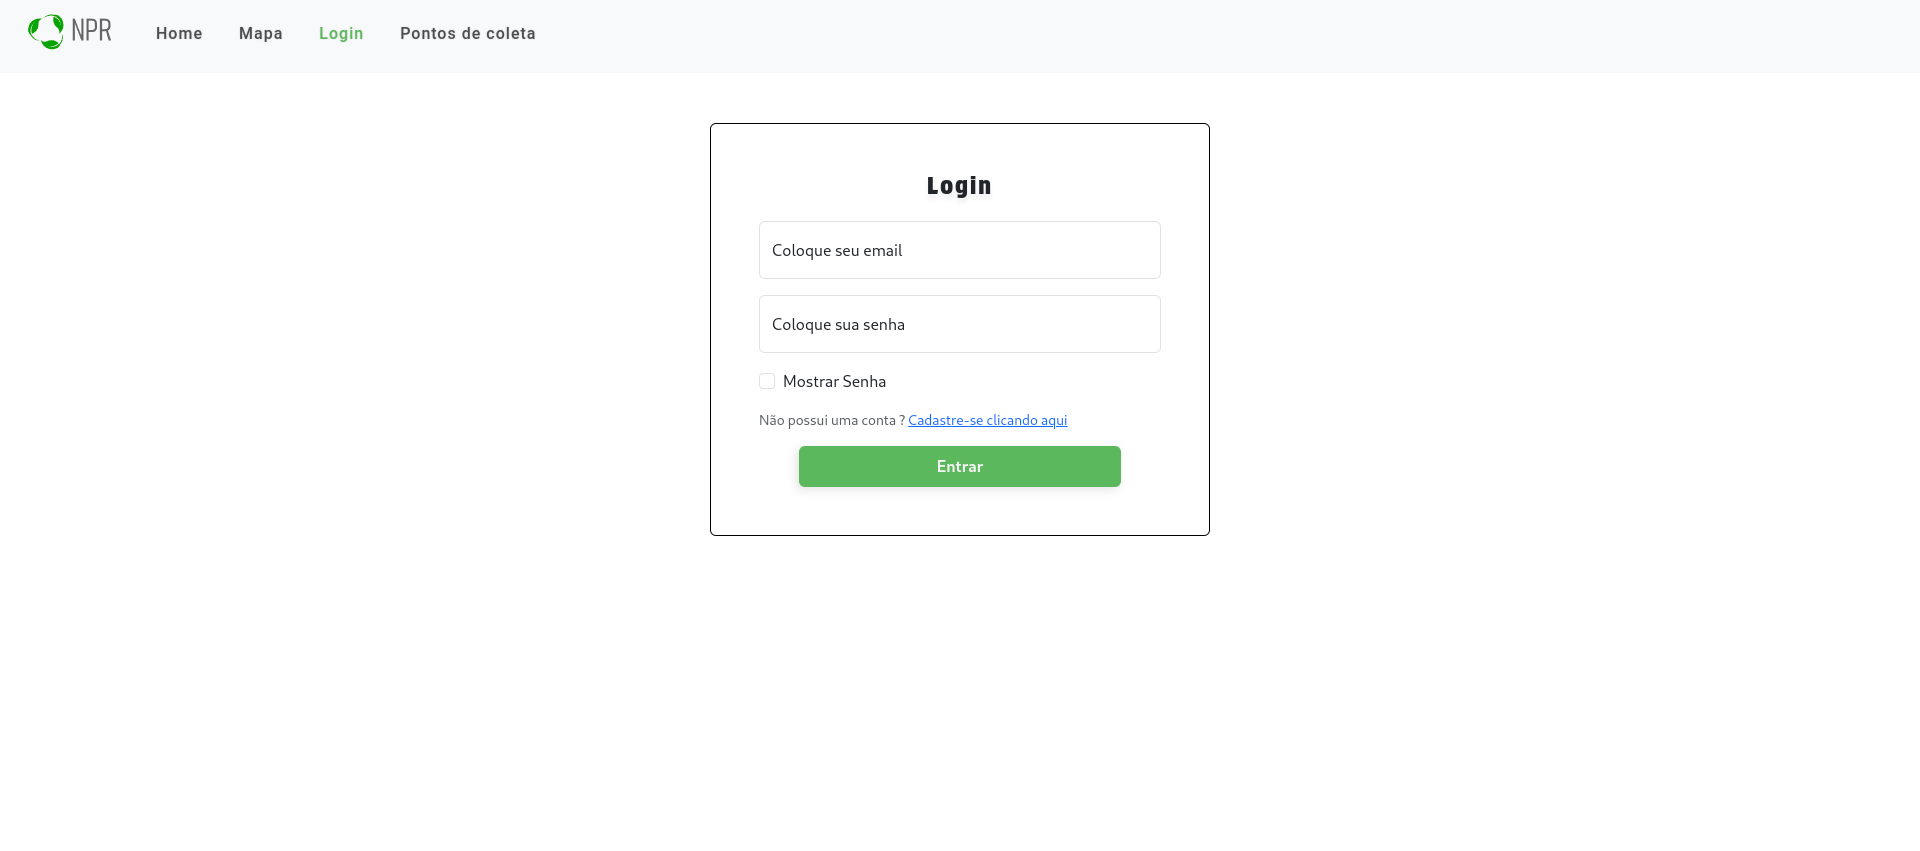 NPR Home Mapa Login Pontos de coleta
Login
Coloque seu email
Coloque sua senha
Mostrar Senha
Não possui uma conta ? Cadastre-se clicando aqui
Entrar